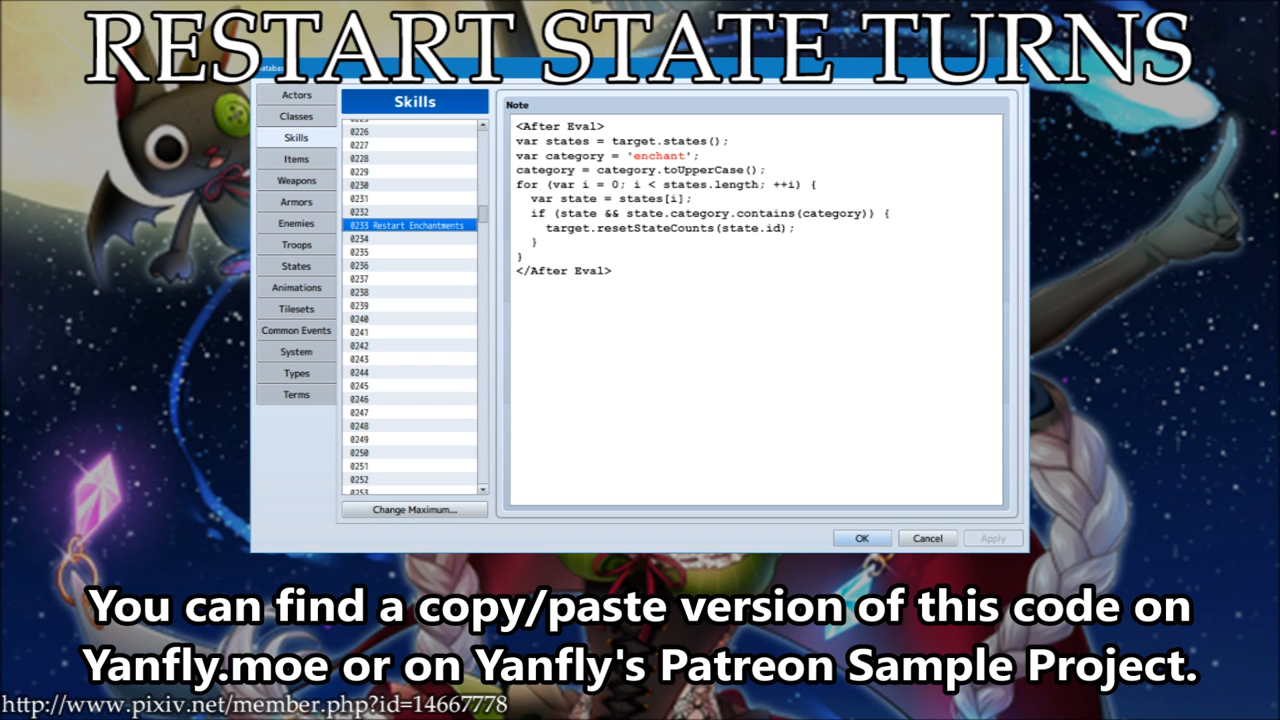 RESTART STATE TURNS
Actors
Classes
Skills
Items
Weapons
Armors
Enemies
Troops
States
Animations
Tilesets
Common Events
System
Types
Terms
Skills
0226
0227
0228
0229
0230
0231
0232
0233 Restart Enchantments
0234
0235
0236
0237
0238
0239
0240
0241
0242
0243
0244
0245
0246
0247
0248
0249
0250
0251
0252
0253
Change Maximum...
Note
<After Eval>
var states = target.states();
var category = 'enchant';
category = category.toUpperCase();
for (var i = 0; i < states.length; ++i) {
  var state = states[i];
  if (state && state.category.contains(category)) {
    target.resetStateCounts(state.id);
  }
}
</After Eval>
OK
Cancel
Apply
You can find a copy/paste version of this code on
Yanfly.moe or on Yanfly's Patreon Sample Project.
http://www.pixiv.net/member.php?id=14667778